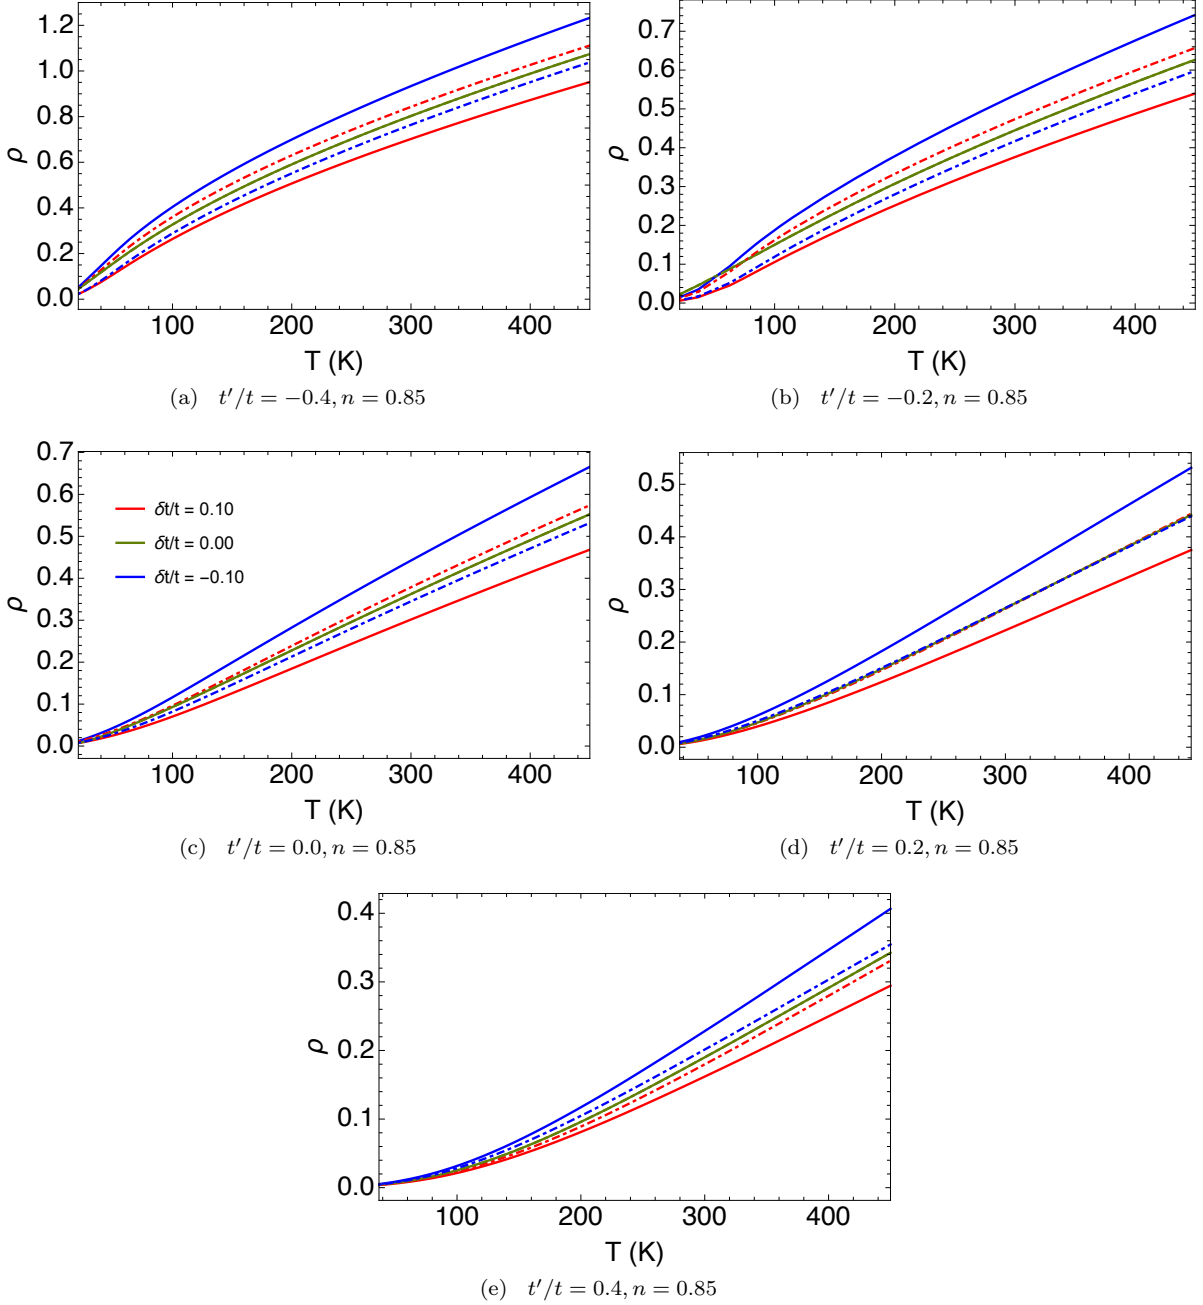 1.2
1.0
0.8
0.6
0.4
0.2
0.0
ρ
100 200 300 400
T (K)
(a) t′/t = −0.4, n = 0.85
0.7
0.6
0.5
0.4
0.3
0.2
0.1
0.0
ρ
100 200 300 400
T (K)
(b) t′/t = −0.2, n = 0.85
0.7
0.6
0.5
0.4
0.3
0.2
0.1
0.0
ρ
δt/t = 0.10
δt/t = 0.00
δt/t = −0.10
100 200 300 400
T (K)
(c) t′/t = 0.0, n = 0.85
0.5
0.4
0.3
0.2
0.1
0.0
ρ
100 200 300 400
T (K)
(d) t′/t = 0.2, n = 0.85
0.4
0.3
0.2
0.1
0.0
ρ
100 200 300 400
T (K)
(e) t′/t = 0.4, n = 0.85